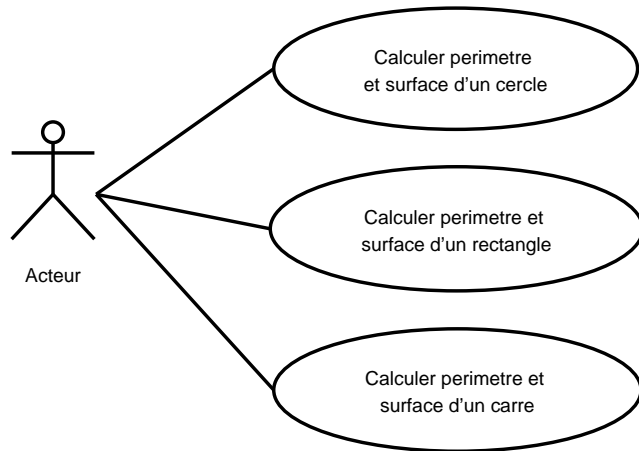 Calculer perimetre
et surface d'un cercle
Calculer perimetre et
surface d'un rectangle
Acteur
Calculer perimetre et
surface d'un carre